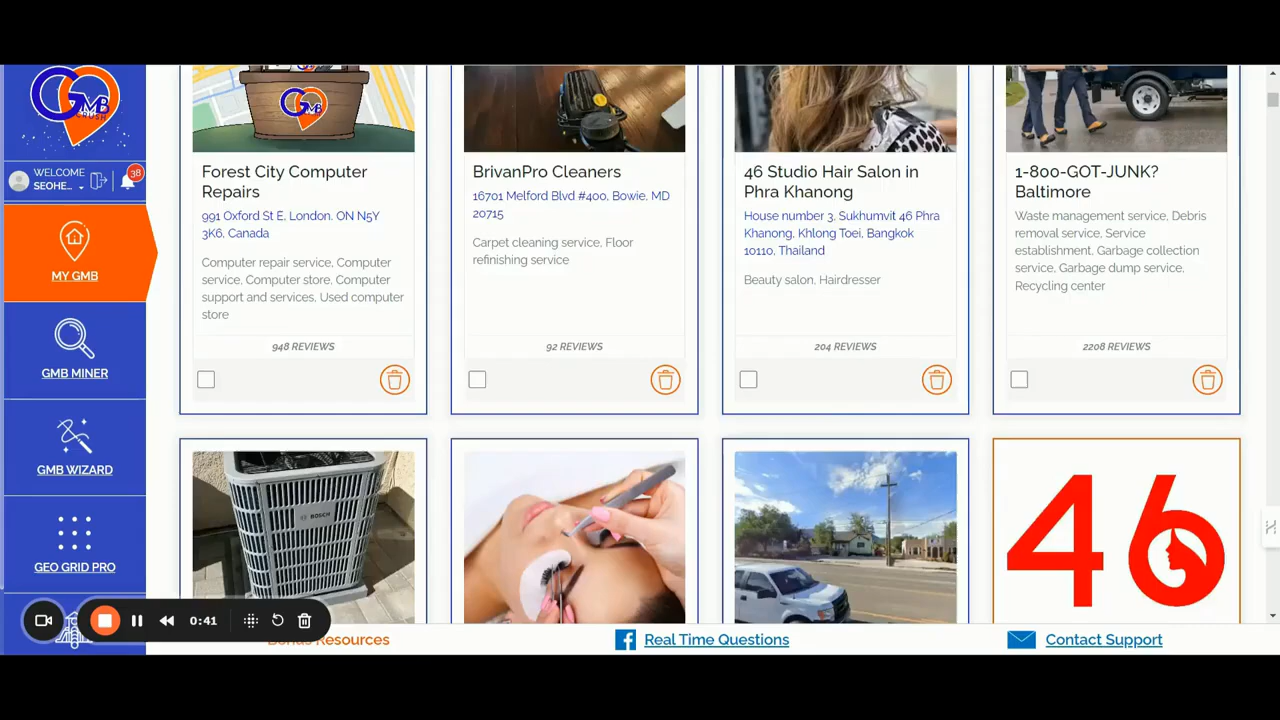 GMB
WELCOME
SEOHE...
38
MY GMB
GMB MINER
GMB WIZARD
GEO GRID PRO
GMB
Forest City Computer
Repairs
991 Oxford St E, London. ON N5Y
3K6, Canada
Computer repair service, Computer
service, Computer store, Computer
support and services, Used computer
store
948 REVIEWS
BrivanPro Cleaners
16701 Melford Blvd #400, Bowie, MD
20715
Carpet cleaning service, Floor
refinishing service
92 REVIEWS
46 Studio Hair Salon in
Phra Khanong
House number 3, Sukhumvit 46 Phra
Khanong, Khlong Toei, Bangkok
10110, Thailand
Beauty salon, Hairdresser
204 REVIEWS
1-800-GOT-JUNK?
Baltimore
Waste management service, Debris
removal service, Service
establishment, Garbage collection
service, Garbage dump service,
Recycling center
2208 REVIEWS
BOSCH
46
0:41
Bonus Resources
Real Time Questions
Contact Support